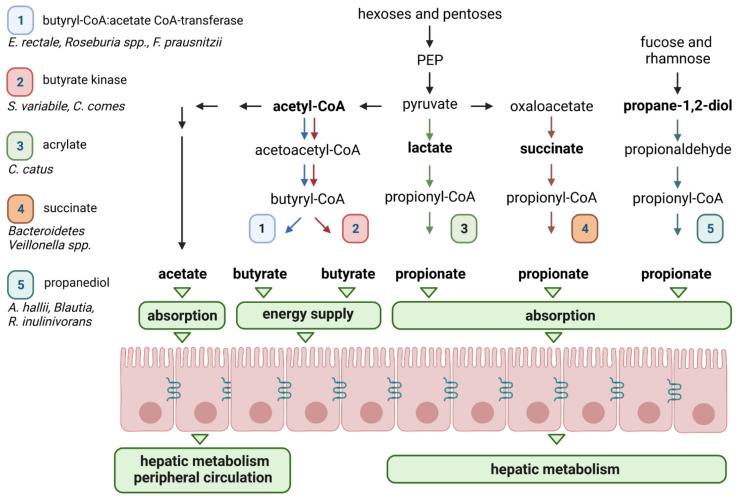 1 butyryl-CoA:acetate CoA-transferase
E. rectale, Roseburia spp., F. prausnitzii
2 butyrate kinase
S. variabile, C. comes
3 acrylate
C. catus
4 succinate
Bacteroidetes
Veillonella spp.
5 propanediol
A. hallii, Blautia,
R. inulinivorans
hexoses and pentoses
PEP
fucose and
rhamnose
acetyl-CoA pyruvate oxaloacetate propane-1,2-diol
acetoacetyl-CoA lactate succinate propionaldehyde
butyryl-CoA propionyl-CoA propionyl-CoA propionyl-CoA
1 2 3 4 5
acetate butyrate butyrate propionate propionate propionate
absorption energy supply absorption
hepatic metabolism
peripheral circulation
hepatic metabolism